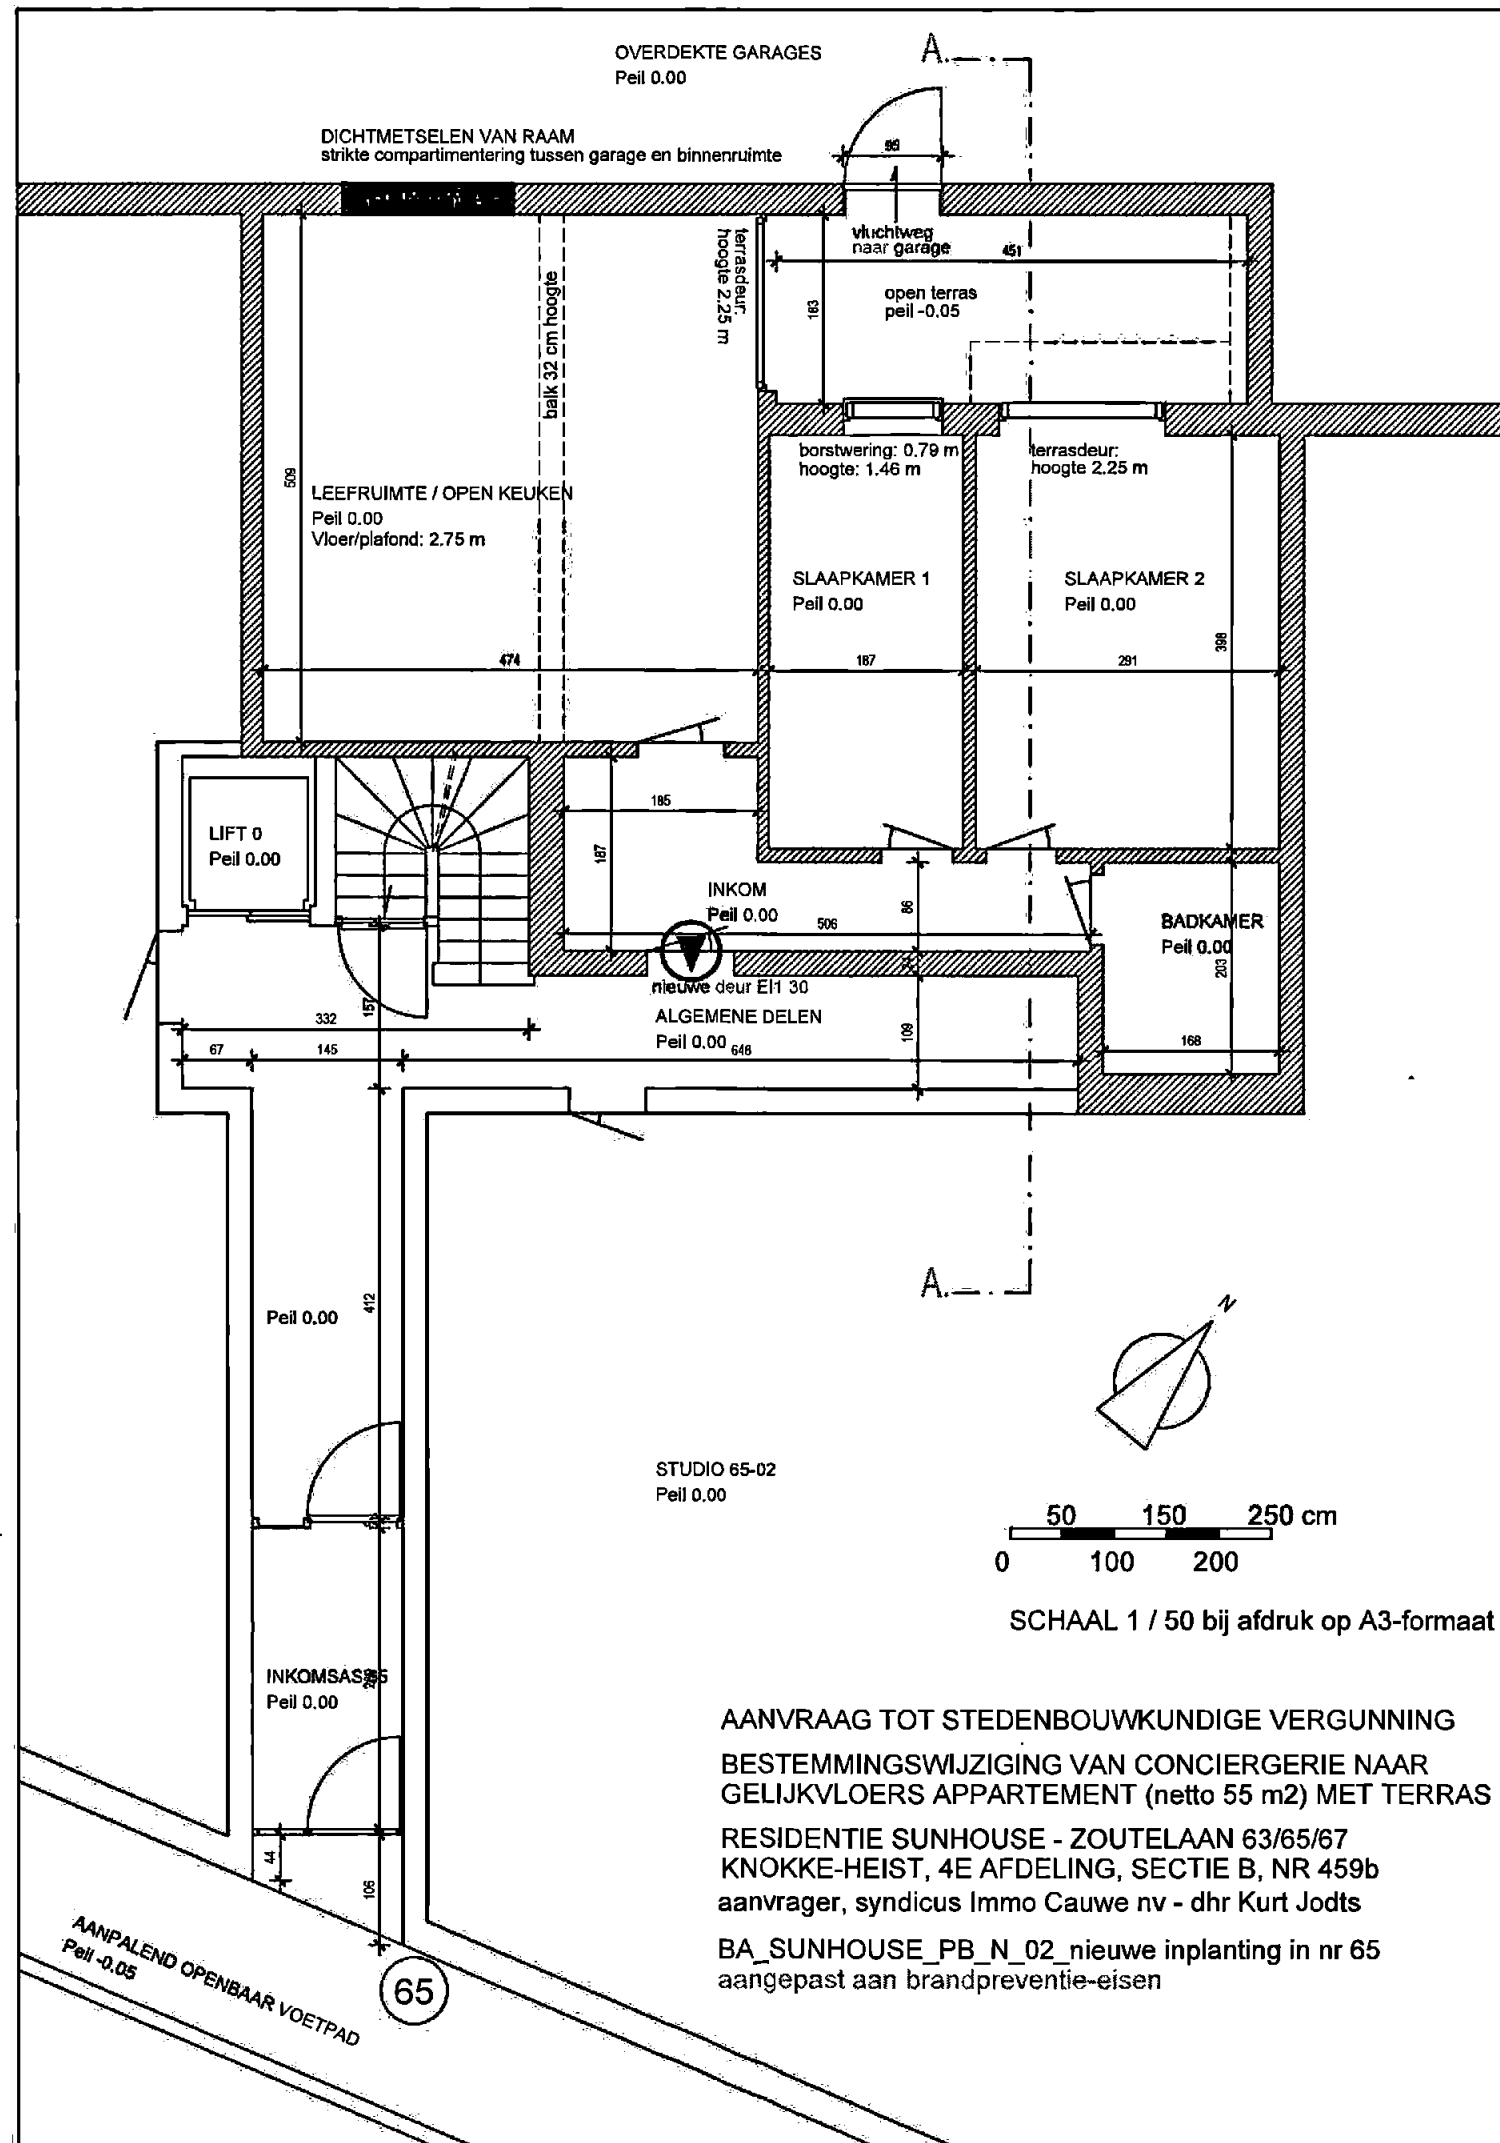 OVERDEKTE GARAGES
Peil 0.00
A.
DICHTMETSELEN VAN RAAM
strikte compartimentering tussen garage en binnenruimte
99
vluchtweg
naar garage
451
terrasdeur:
hoogte 2.25 m
163
open terras
peil -0.05
balk 32 cm hoogte
borstwering: 0.79 m
hoogte: 1.46 m
terrasdeur:
hoogte 2.25 m
509
LEEFRUIMTE / OPEN KEUKEN
Peil 0.00
Vloer/plafond: 2.75 m
SLAAPKAMER 1
Peil 0.00
SLAAPKAMER 2
Peil 0.00
398
474
187
291
185
187
LIFT 0
Peil 0.00
INKOM
Peil 0.00
86
506
BADKAMER
Peil 0.00
203
nieuwe deur EI1 30
157
332
ALGEMENE DELEN
Peil 0.00
109
67
145
646
168
412
Peil 0.00
A.
N
STUDIO 65-02
Peil 0.00
50 150 250 cm
0 100 200
SCHAAL 1 / 50 bij afdruk op A3-formaat
INKOMSAS 65
Peil 0.00
44
106
AANPALEND OPENBAAR VOETPAD
Peil -0.05
65
AANVRAAG TOT STEDENBOUWKUNDIGE VERGUNNING
BESTEMMINGSWIJZIGING VAN CONCIERGERIE NAAR
GELIJKVLOERS APPARTEMENT (netto 55 m2) MET TERRAS
RESIDENTIE SUNHOUSE - ZOUTELAAN 63/65/67
KNOKKE-HEIST, 4E AFDELING, SECTIE B, NR 459b
aanvrager, syndicus Immo Cauwe nv - dhr Kurt Jodts
BA_SUNHOUSE_PB_N_02_nieuwe inplanting in nr 65
aangepast aan brandpreventie-eisen